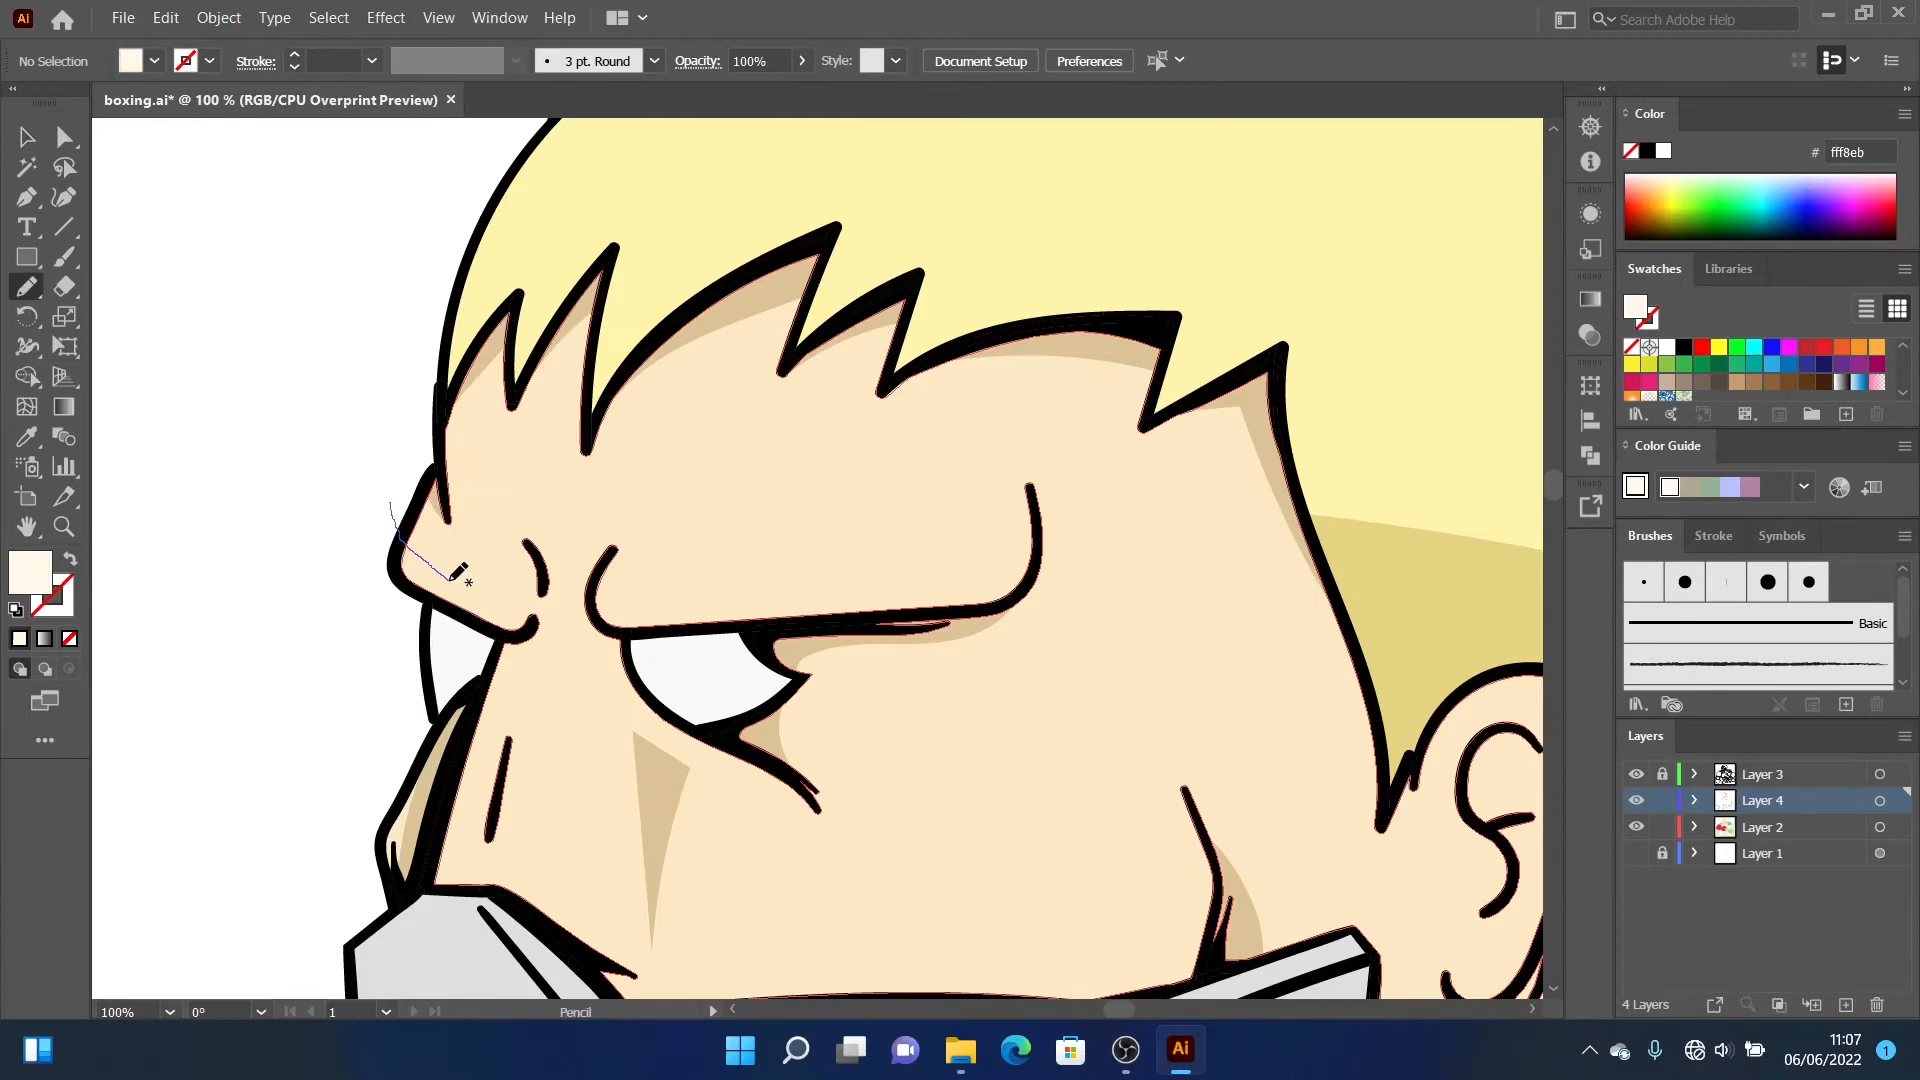 Ai File Edit Object Type Select Effect View Window Help Search Adobe Help
No Selection Stroke: 3 pt. Round Opacity: 100% Style: Document Setup Preferences
boxing.ai* @ 100 % (RGB/CPU Overprint Preview)
Color
# fff8eb
Swatches Libraries
Color Guide
Brushes Stroke Symbols
Basic
Layers
Layer 3
Layer 4
Layer 2
Layer 1
4 Layers
100% 0° 1 Pencil
Ai
11:07
06/06/2022
1